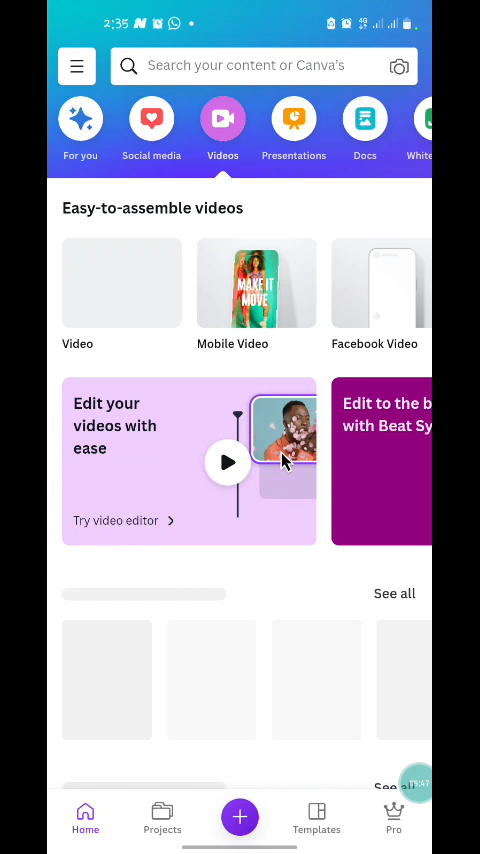 2:35
4G
Search your content or Canva's
For you
Social media
Videos
Presentations
Docs
White
Easy-to-assemble videos
MAKE IT
MOVE
Video
Mobile Video
Facebook Video
Edit your
videos with
ease
Try video editor
Edit to the b
with Beat Sy
See all
See all
Home
Projects
Templates
Pro